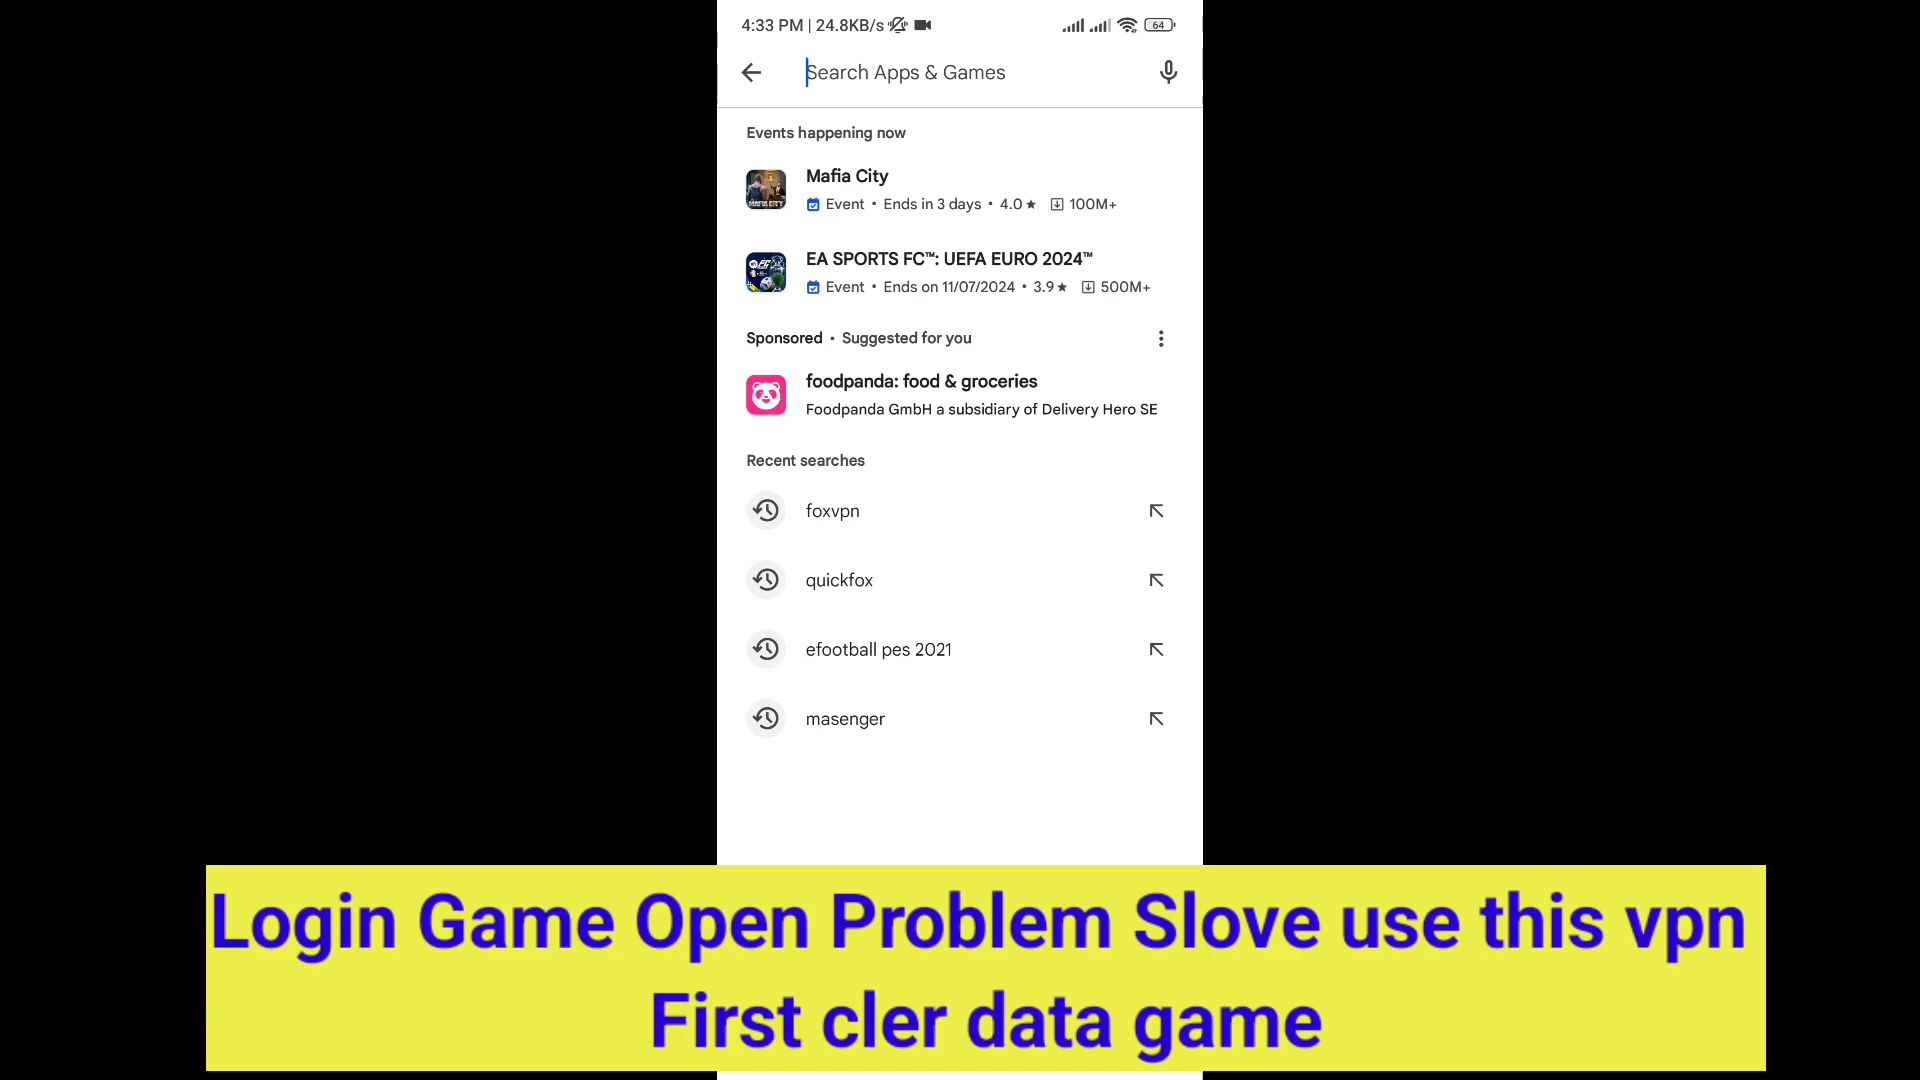 4:33 PM | 24.8KB/s 64
Search Apps & Games
Events happening now
Mafia City
Event • Ends in 3 days • 4.0 ★ 100M+
EA SPORTS FC™: UEFA EURO 2024™
Event • Ends on 11/07/2024 • 3.9 ★ 500M+
Sponsored • Suggested for you
foodpanda: food & groceries
Foodpanda GmbH a subsidiary of Delivery Hero SE
Recent searches
foxvpn
quickfox
efootball pes 2021
masenger
Login Game Open Problem Slove use this vpn
First cler data game